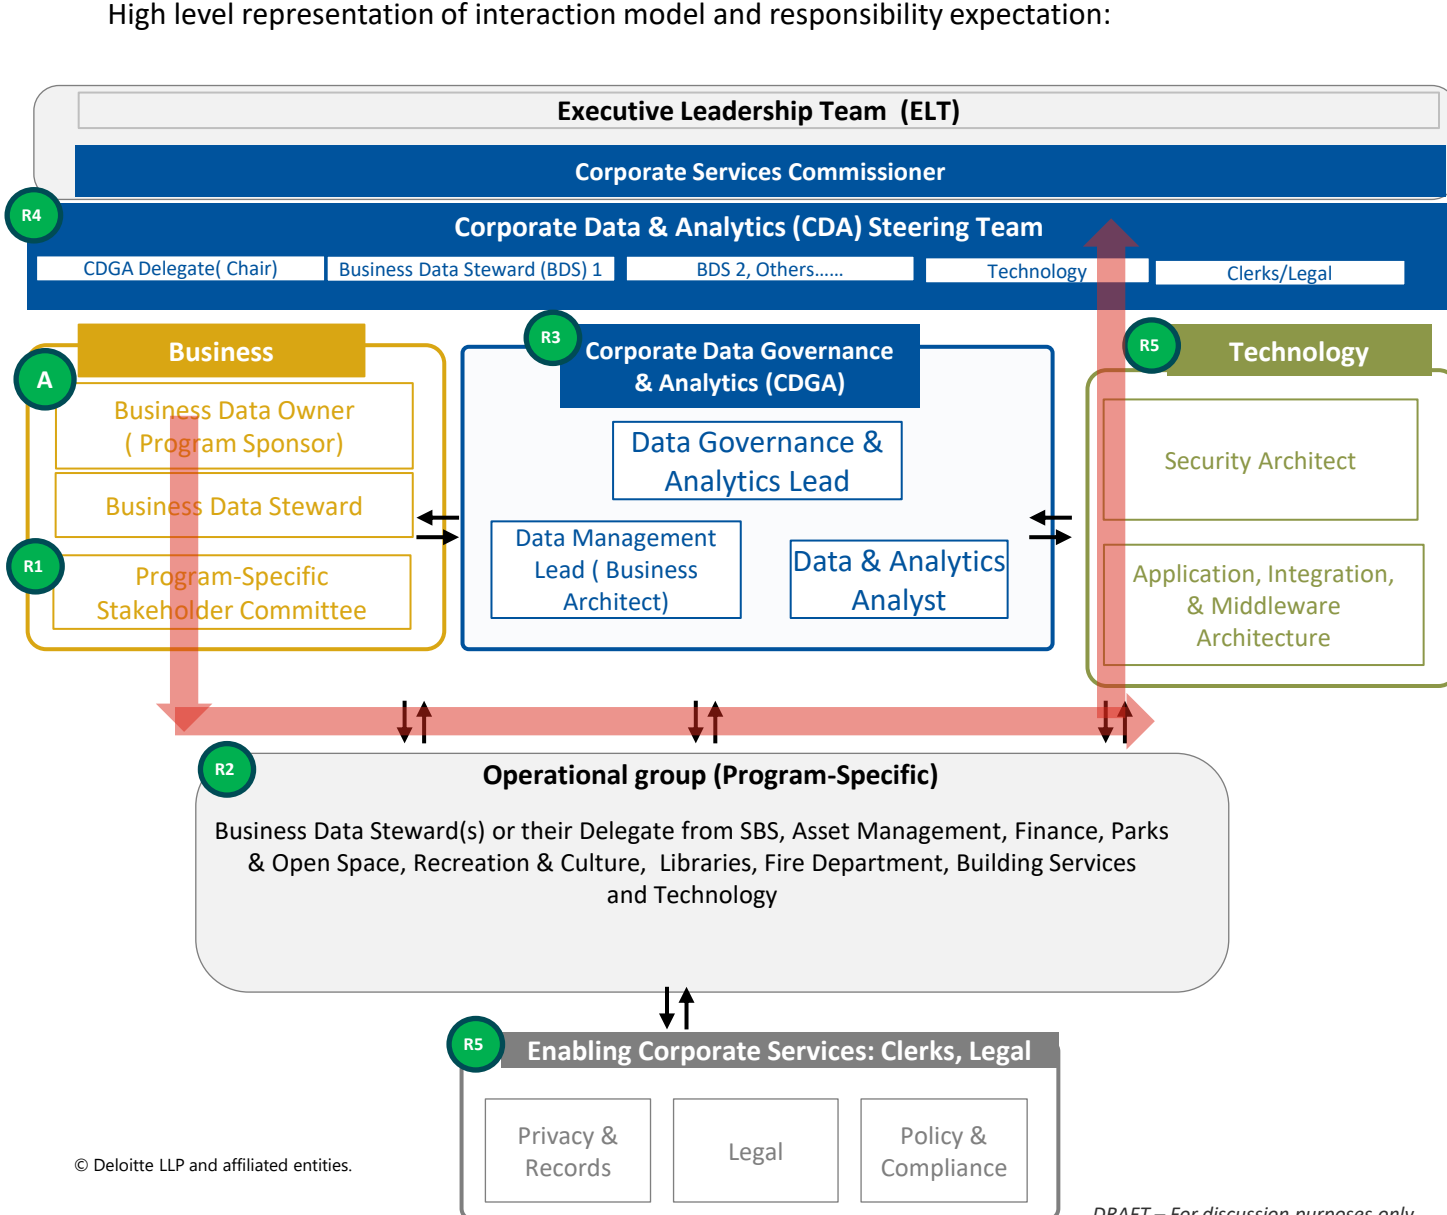 High level representation of interaction model and responsibility expectation:
Executive Leadership Team  (ELT)
Corporate Services Commissioner
R4
Corporate Data & Analytics (CDA) Steering Team
CDGA Delegate( Chair)
Business Data Steward (BDS) 1
BDS 2, Others......
Technology
Clerks/Legal
A
Business
Business Data Owner
( Program Sponsor)
Business Data Steward
R1
Program-Specific
Stakeholder Committee
R3
Corporate Data Governance
& Analytics (CDGA)
Data Governance &
Analytics Lead
Data Management
Lead ( Business
Architect)
Data & Analytics
Analyst
R5
Technology
Security Architect
Application, Integration,
& Middleware
Architecture
R2
Operational group (Program-Specific)
Business Data Steward(s) or their Delegate from SBS, Asset Management, Finance, Parks
& Open Space, Recreation & Culture,  Libraries, Fire Department, Building Services
and Technology
R5
Enabling Corporate Services: Clerks, Legal
Privacy &
Records
Legal
Policy &
Compliance
© Deloitte LLP and affiliated entities.
DRAFT – For discussion purposes only